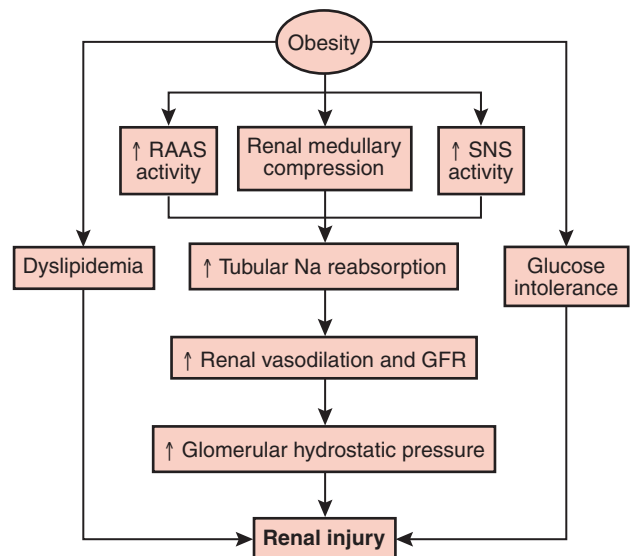 Obesity
↑ RAAS
activity
Renal medullary
compression
↑ SNS
activity
Dyslipidemia
↑ Tubular Na reabsorption
Glucose
intolerance
↑ Renal vasodilation and GFR
↑ Glomerular hydrostatic pressure
Renal injury